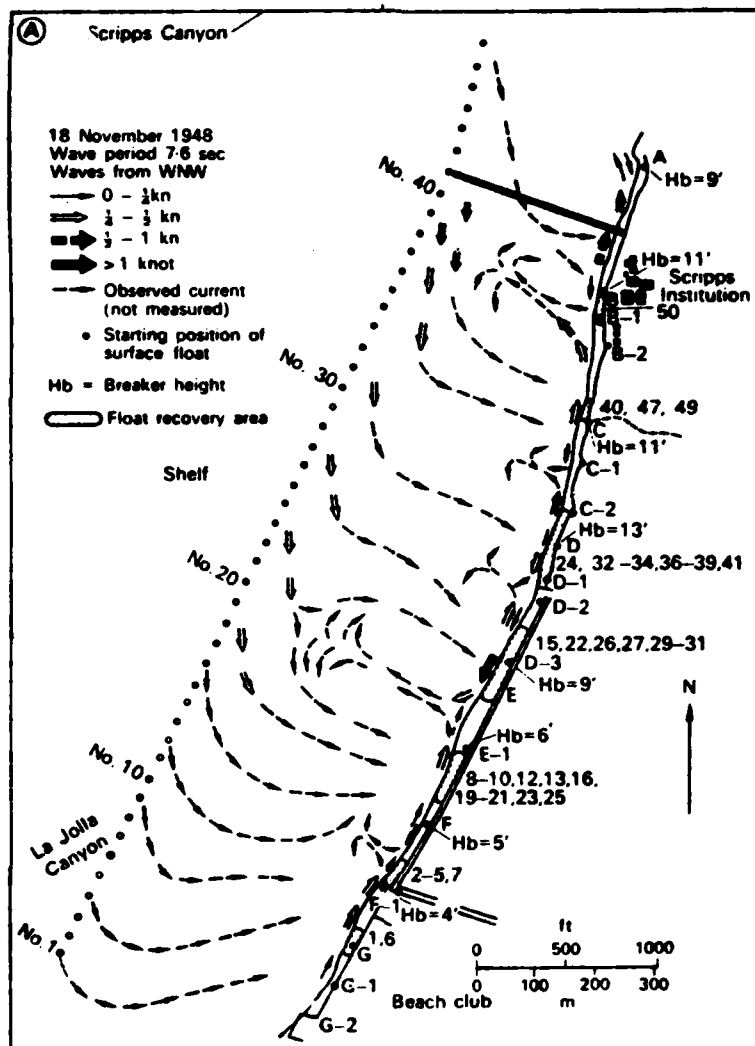 A
Scripps Canyon
18 November 1948
Wave period 7·6 sec
Waves from WNW
0 – ¼kn
¼ – ½ kn
½ – 1 kn
>1 knot
Observed current
(not measured)
Starting position of
surface float
Hb = Breaker height
Float recovery area
No. 40
No. 30
Shelf
No. 20
No. 10
La Jolla
Canyon
No. 1
A
Hb=9'
Hb=11'
Scripps
Institution
B-1
50
B-2
40, 47, 49
C
Hb=11'
C-1
C-2
Hb=13'
D
24, 32-34,36-39,41
D-1
D-2
15,22,26,27,29-31
D-3
Hb=9'
E
Hb=6'
E-1
8-10,12,13,16,
19-21,23,25
F
Hb=5'
2-5,7
F-1
Hb=4'
1,6
G
G-1
Beach club
G-2
N
ft
0 500 1000
0 100 200 300
m